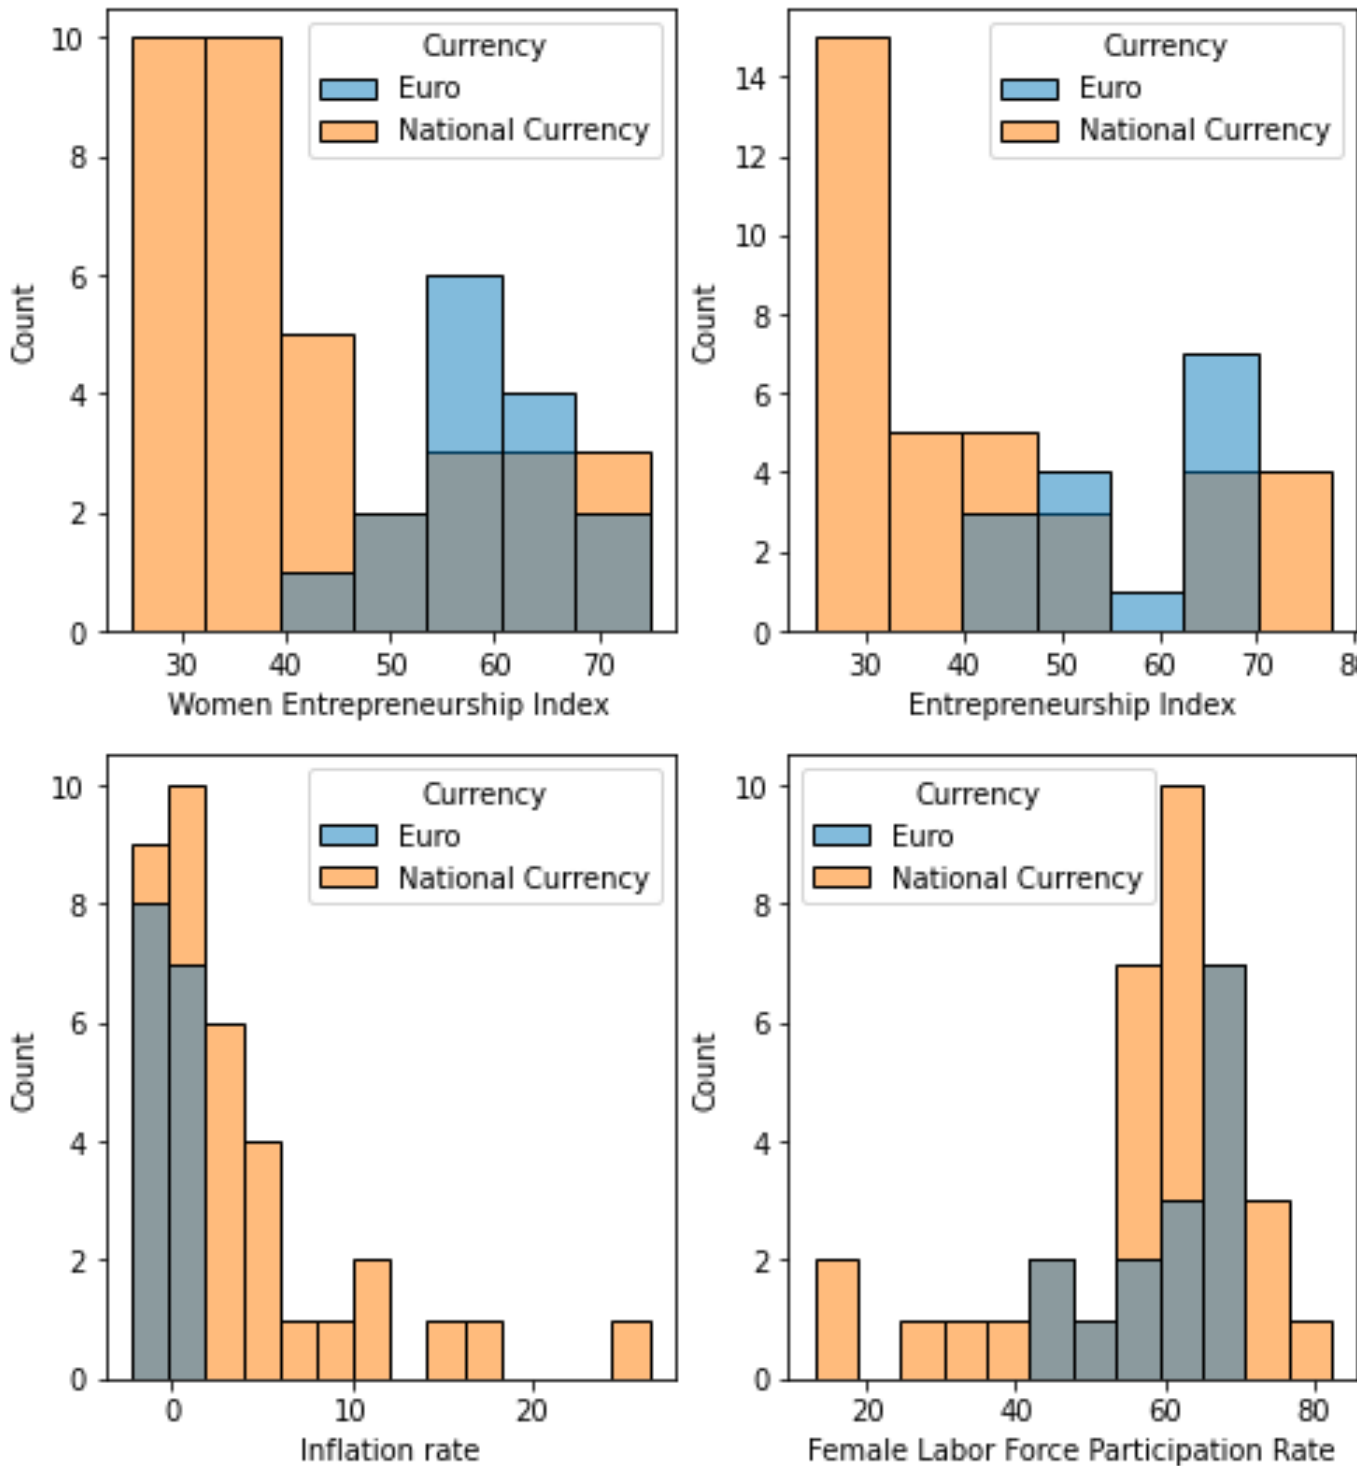 Currency
Euro
National Currency
10
8
6
4
2
0
Count
30 40 50 60 70
Women Entrepreneurship Index
Currency
Euro
National Currency
14
12
10
8
6
4
2
0
Count
30 40 50 60 70
Entrepreneurship Index
Currency
Euro
National Currency
10
8
6
4
2
0
Count
0 10 20
Inflation rate
Currency
Euro
National Currency
10
8
6
4
2
0
Count
20 40 60 80
Female Labor Force Participation Rate